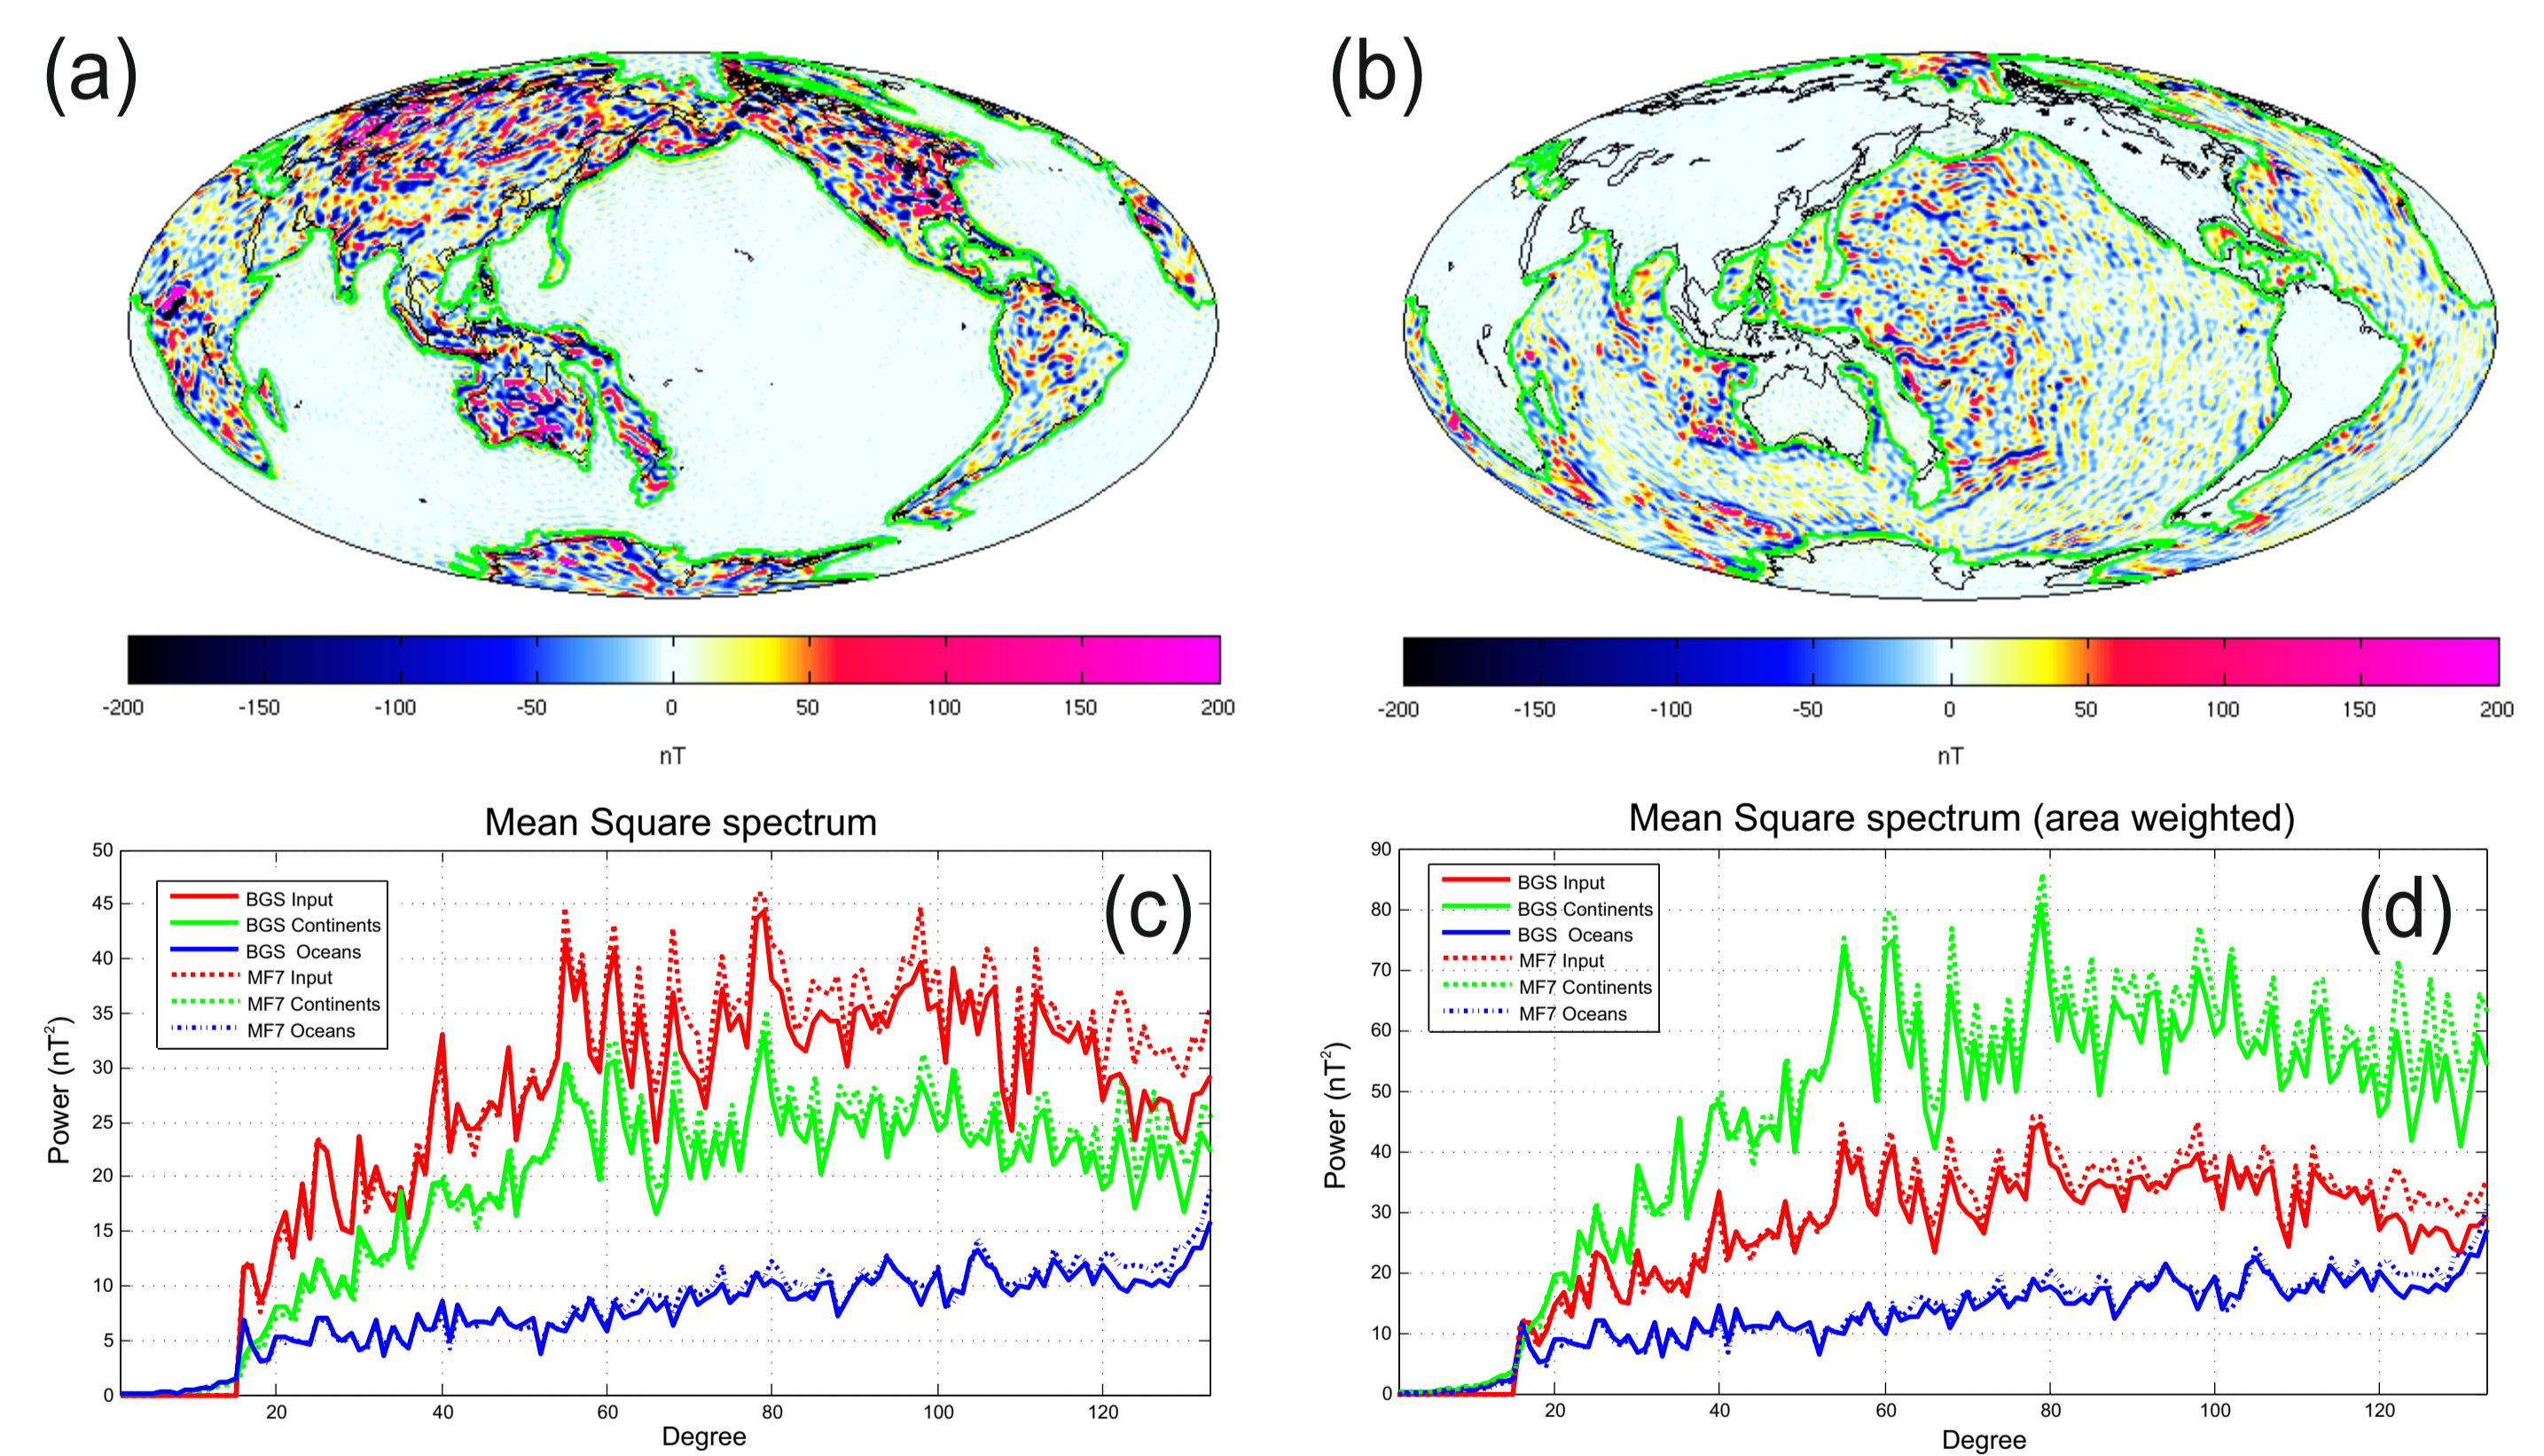 (a)
(b)
-200 -150 -100 -50 0 50 100 150 200
nT
-200 -150 -100 -50 0 50 100 150 200
nT
Mean Square spectrum
50
45
40
35
30
25
20
15
10
5
0
Power (nT²)
BGS Input
BGS Continents
BGS Oceans
MF7 Input
MF7 Continents
MF7 Oceans
(c)
20 40 60 80 100 120
Degree
Mean Square spectrum (area weighted)
90
80
70
60
50
40
30
20
10
0
Power (nT²)
BGS Input
BGS Continents
BGS Oceans
MF7 Input
MF7 Continents
MF7 Oceans
(d)
20 40 60 80 100 120
Degree